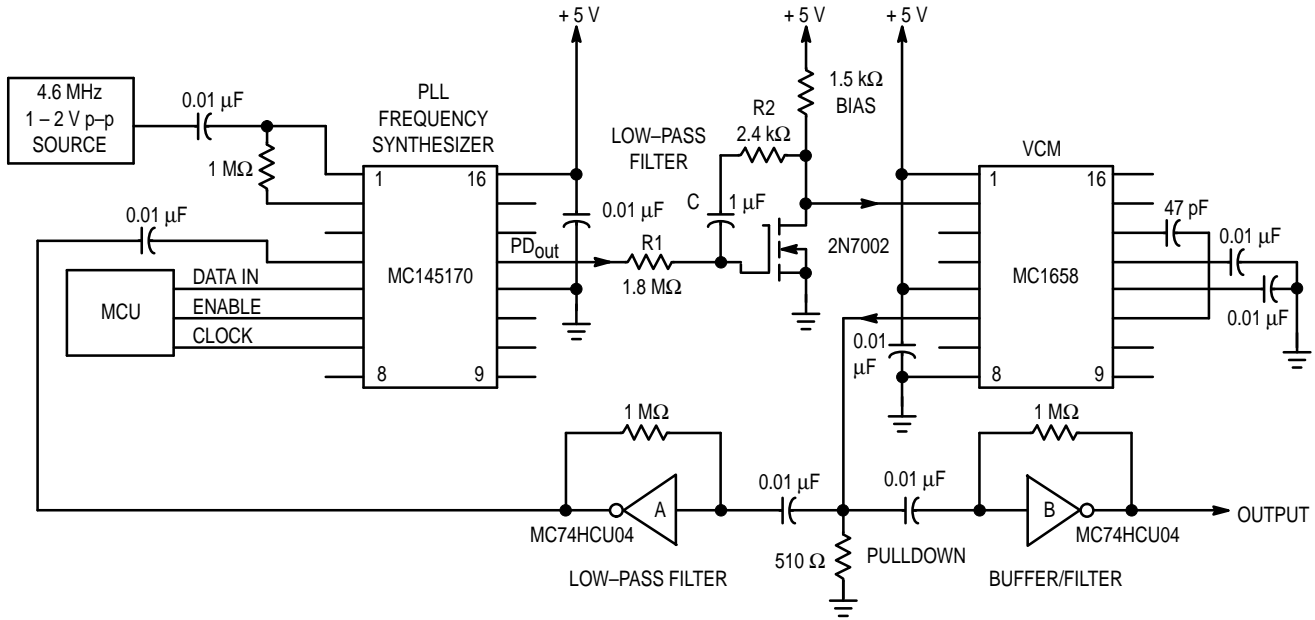 + 5 V
+ 5 V
+ 5 V
4.6 MHz
1 – 2 V p–p
SOURCE
0.01 µF
1 MΩ
PLL
FREQUENCY
SYNTHESIZER
1.5 kΩ
BIAS
R2
2.4 kΩ
LOW–PASS
FILTER
VCM
1
16
1
16
0.01 µF
0.01 µF
C
1 µF
47 pF
0.01 µF
PDout
R1
1.8 MΩ
2N7002
MC145170
MC1658
0.01 µF
MCU
DATA IN
ENABLE
CLOCK
0.01
µF
8
9
8
9
1 MΩ
1 MΩ
0.01 µF
0.01 µF
A
B
OUTPUT
MC74HCU04
MC74HCU04
510 Ω
PULLDOWN
LOW–PASS FILTER
BUFFER/FILTER